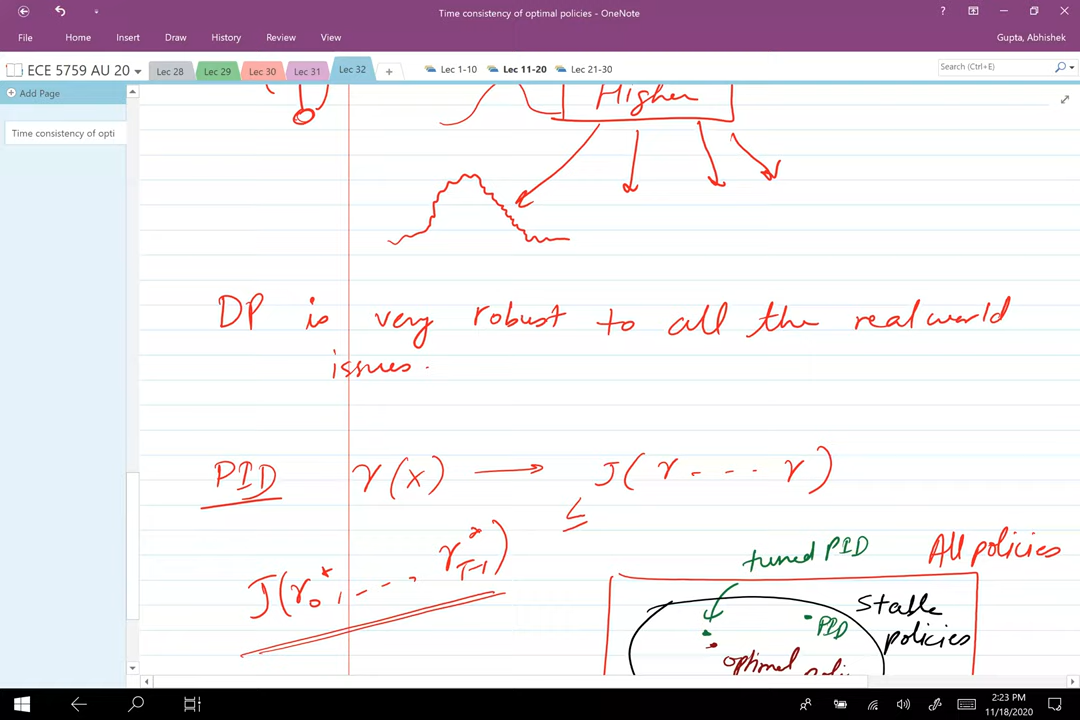 Time consistency of optimal policies - OneNote
?
Gupta, Abhishek
File Home Insert Draw History Review View
ECE 5759 AU 20
Lec 28 Lec 29 Lec 30 Lec 31 Lec 32 +
Lec 1-10 Lec 11-20 Lec 21-30
Search (Ctrl+E)
Add Page
Time consistency of opti
Higher
DP is very robust to all the real world
issues.
PID γ(x) → J(γ - - - γ)
≤
J(γ₀*, - - - , γ*_{T-1})
tuned PID
All policies
Stable
policies
PID
optimal
2:23 PM
11/18/2020